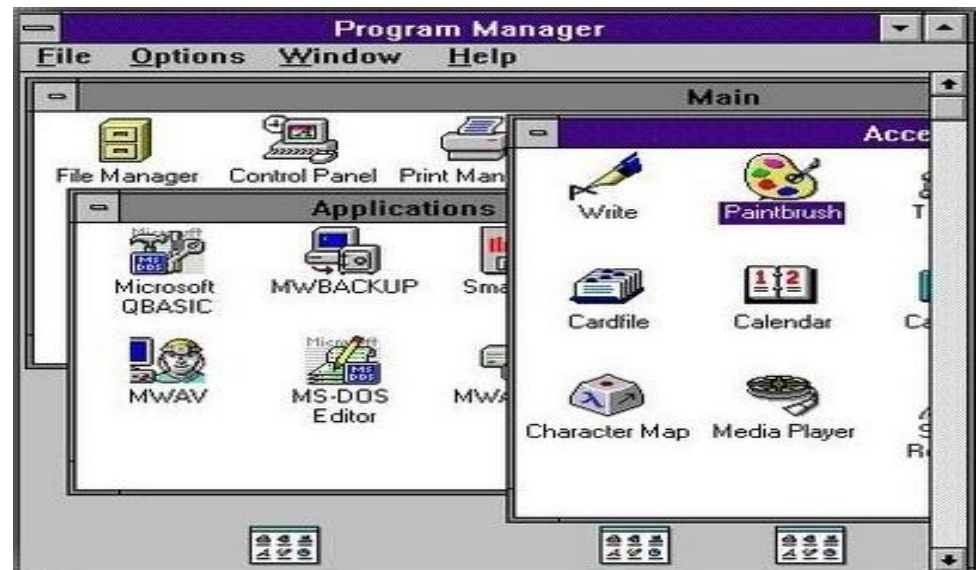 Program Manager
File Options Window Help
Main
File Manager Control Panel Print Man
Acce
Write Paintbrush T
Applications
Microsoft QBASIC MWBACKUP Sma
Cardfile Calendar Ca
MWAV MS-DOS Editor MWA
Character Map Media Player